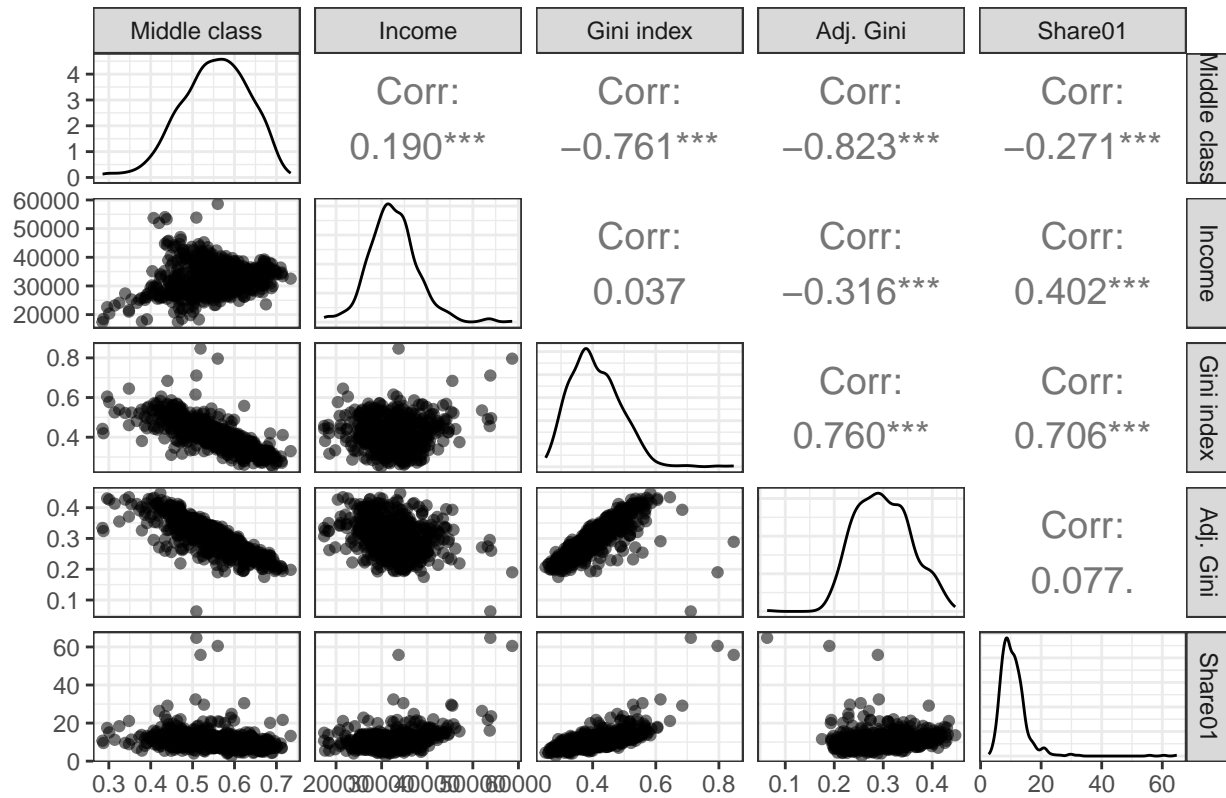 Middle class Income Gini index Adj. Gini Share01
4
3
2
1
0
Corr: Corr: Corr: Corr:
0.190*** −0.761*** −0.823*** −0.271***
Middle class
60000
50000
40000
30000
20000
Corr: Corr: Corr:
0.037 −0.316*** 0.402***
Income
0.8
0.6
0.4
Corr: Corr:
0.760*** 0.706***
Gini index
0.4
0.3
0.2
0.1
Corr:
0.077.
Adj. Gini
60
40
20
0
Share01
0.3 0.4 0.5 0.6 0.7 20000 30000 40000 50000 60000 0.4 0.6 0.8 0.1 0.2 0.3 0.4 0 20 40 60